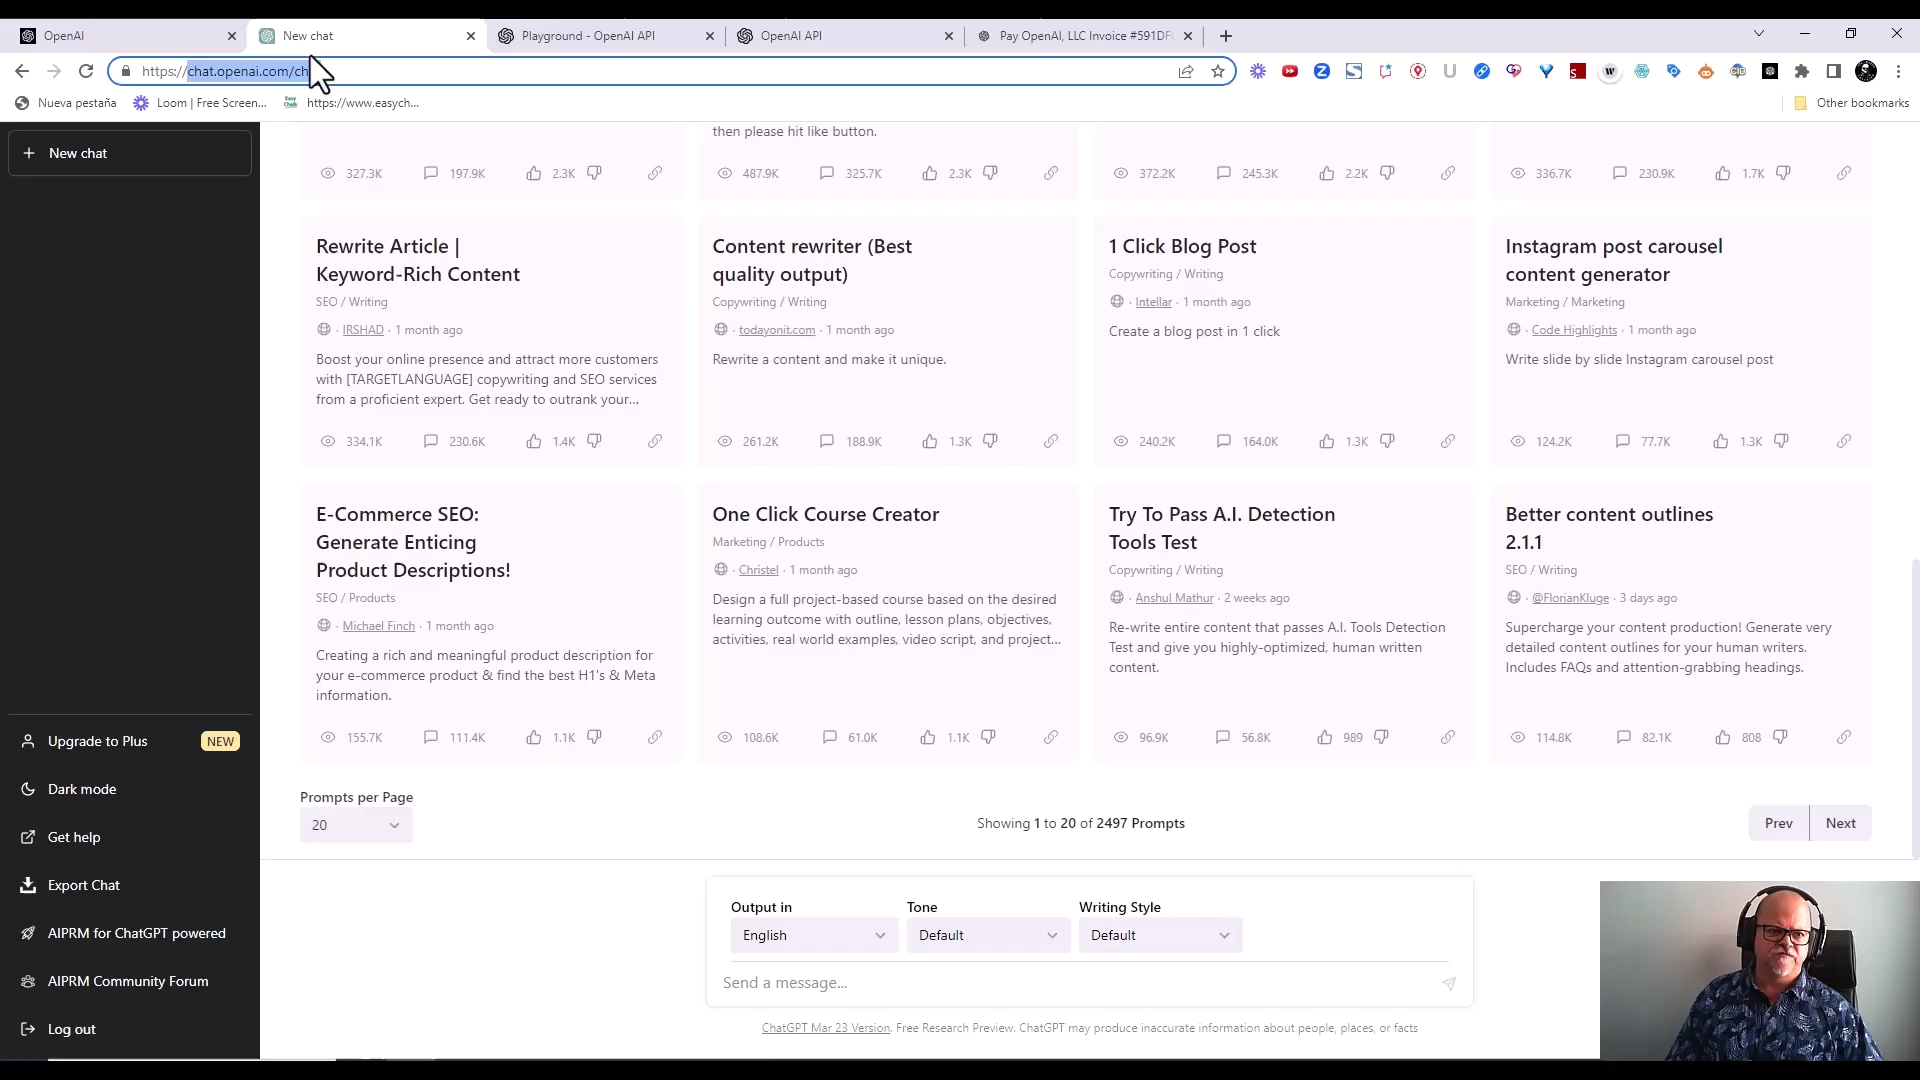 OpenAI
New chat
Playground - OpenAI API
OpenAI API
Pay OpenAI, LLC Invoice #591DF
https://chat.openai.com/ch
Nueva pestaña
Loom | Free Screen...
https://www.easych...
Other bookmarks
New chat
then please hit like button.
327.3K 197.9K 2.3K
487.9K 325.7K 2.3K
372.2K 245.3K 2.2K
336.7K 230.9K 1.7K
Rewrite Article |
Keyword-Rich Content
SEO / Writing
· IRSHAD · 1 month ago
Boost your online presence and attract more customers
with [TARGETLANGUAGE] copywriting and SEO services
from a proficient expert. Get ready to outrank your...
334.1K 230.6K 1.4K
Content rewriter (Best
quality output)
Copywriting / Writing
· todayonit.com · 1 month ago
Rewrite a content and make it unique.
261.2K 188.9K 1.3K
1 Click Blog Post
Copywriting / Writing
· Intellar · 1 month ago
Create a blog post in 1 click
240.2K 164.0K 1.3K
Instagram post carousel
content generator
Marketing / Marketing
· Code Highlights · 1 month ago
Write slide by slide Instagram carousel post
124.2K 77.7K 1.3K
E-Commerce SEO:
Generate Enticing
Product Descriptions!
SEO / Products
· Michael Finch · 1 month ago
Creating a rich and meaningful product description for
your e-commerce product & find the best H1's & Meta
information.
155.7K 111.4K 1.1K
One Click Course Creator
Marketing / Products
· Christel · 1 month ago
Design a full project-based course based on the desired
learning outcome with outline, lesson plans, objectives,
activities, real world examples, video script, and project...
108.6K 61.0K 1.1K
Try To Pass A.I. Detection
Tools Test
Copywriting / Writing
· Anshul Mathur · 2 weeks ago
Re-write entire content that passes A.I. Tools Detection
Test and give you highly-optimized, human written
content.
96.9K 56.8K 989
Better content outlines
2.1.1
SEO / Writing
· @FlorianKluge · 3 days ago
Supercharge your content production! Generate very
detailed content outlines for your human writers.
Includes FAQs and attention-grabbing headings.
114.8K 82.1K 808
Upgrade to Plus NEW
Dark mode
Get help
Export Chat
AIPRM for ChatGPT powered
AIPRM Community Forum
Log out
Prompts per Page
20
Showing 1 to 20 of 2497 Prompts
Prev Next
Output in Tone Writing Style
English Default Default
Send a message...
ChatGPT Mar 23 Version. Free Research Preview. ChatGPT may produce inaccurate information about people, places, or facts